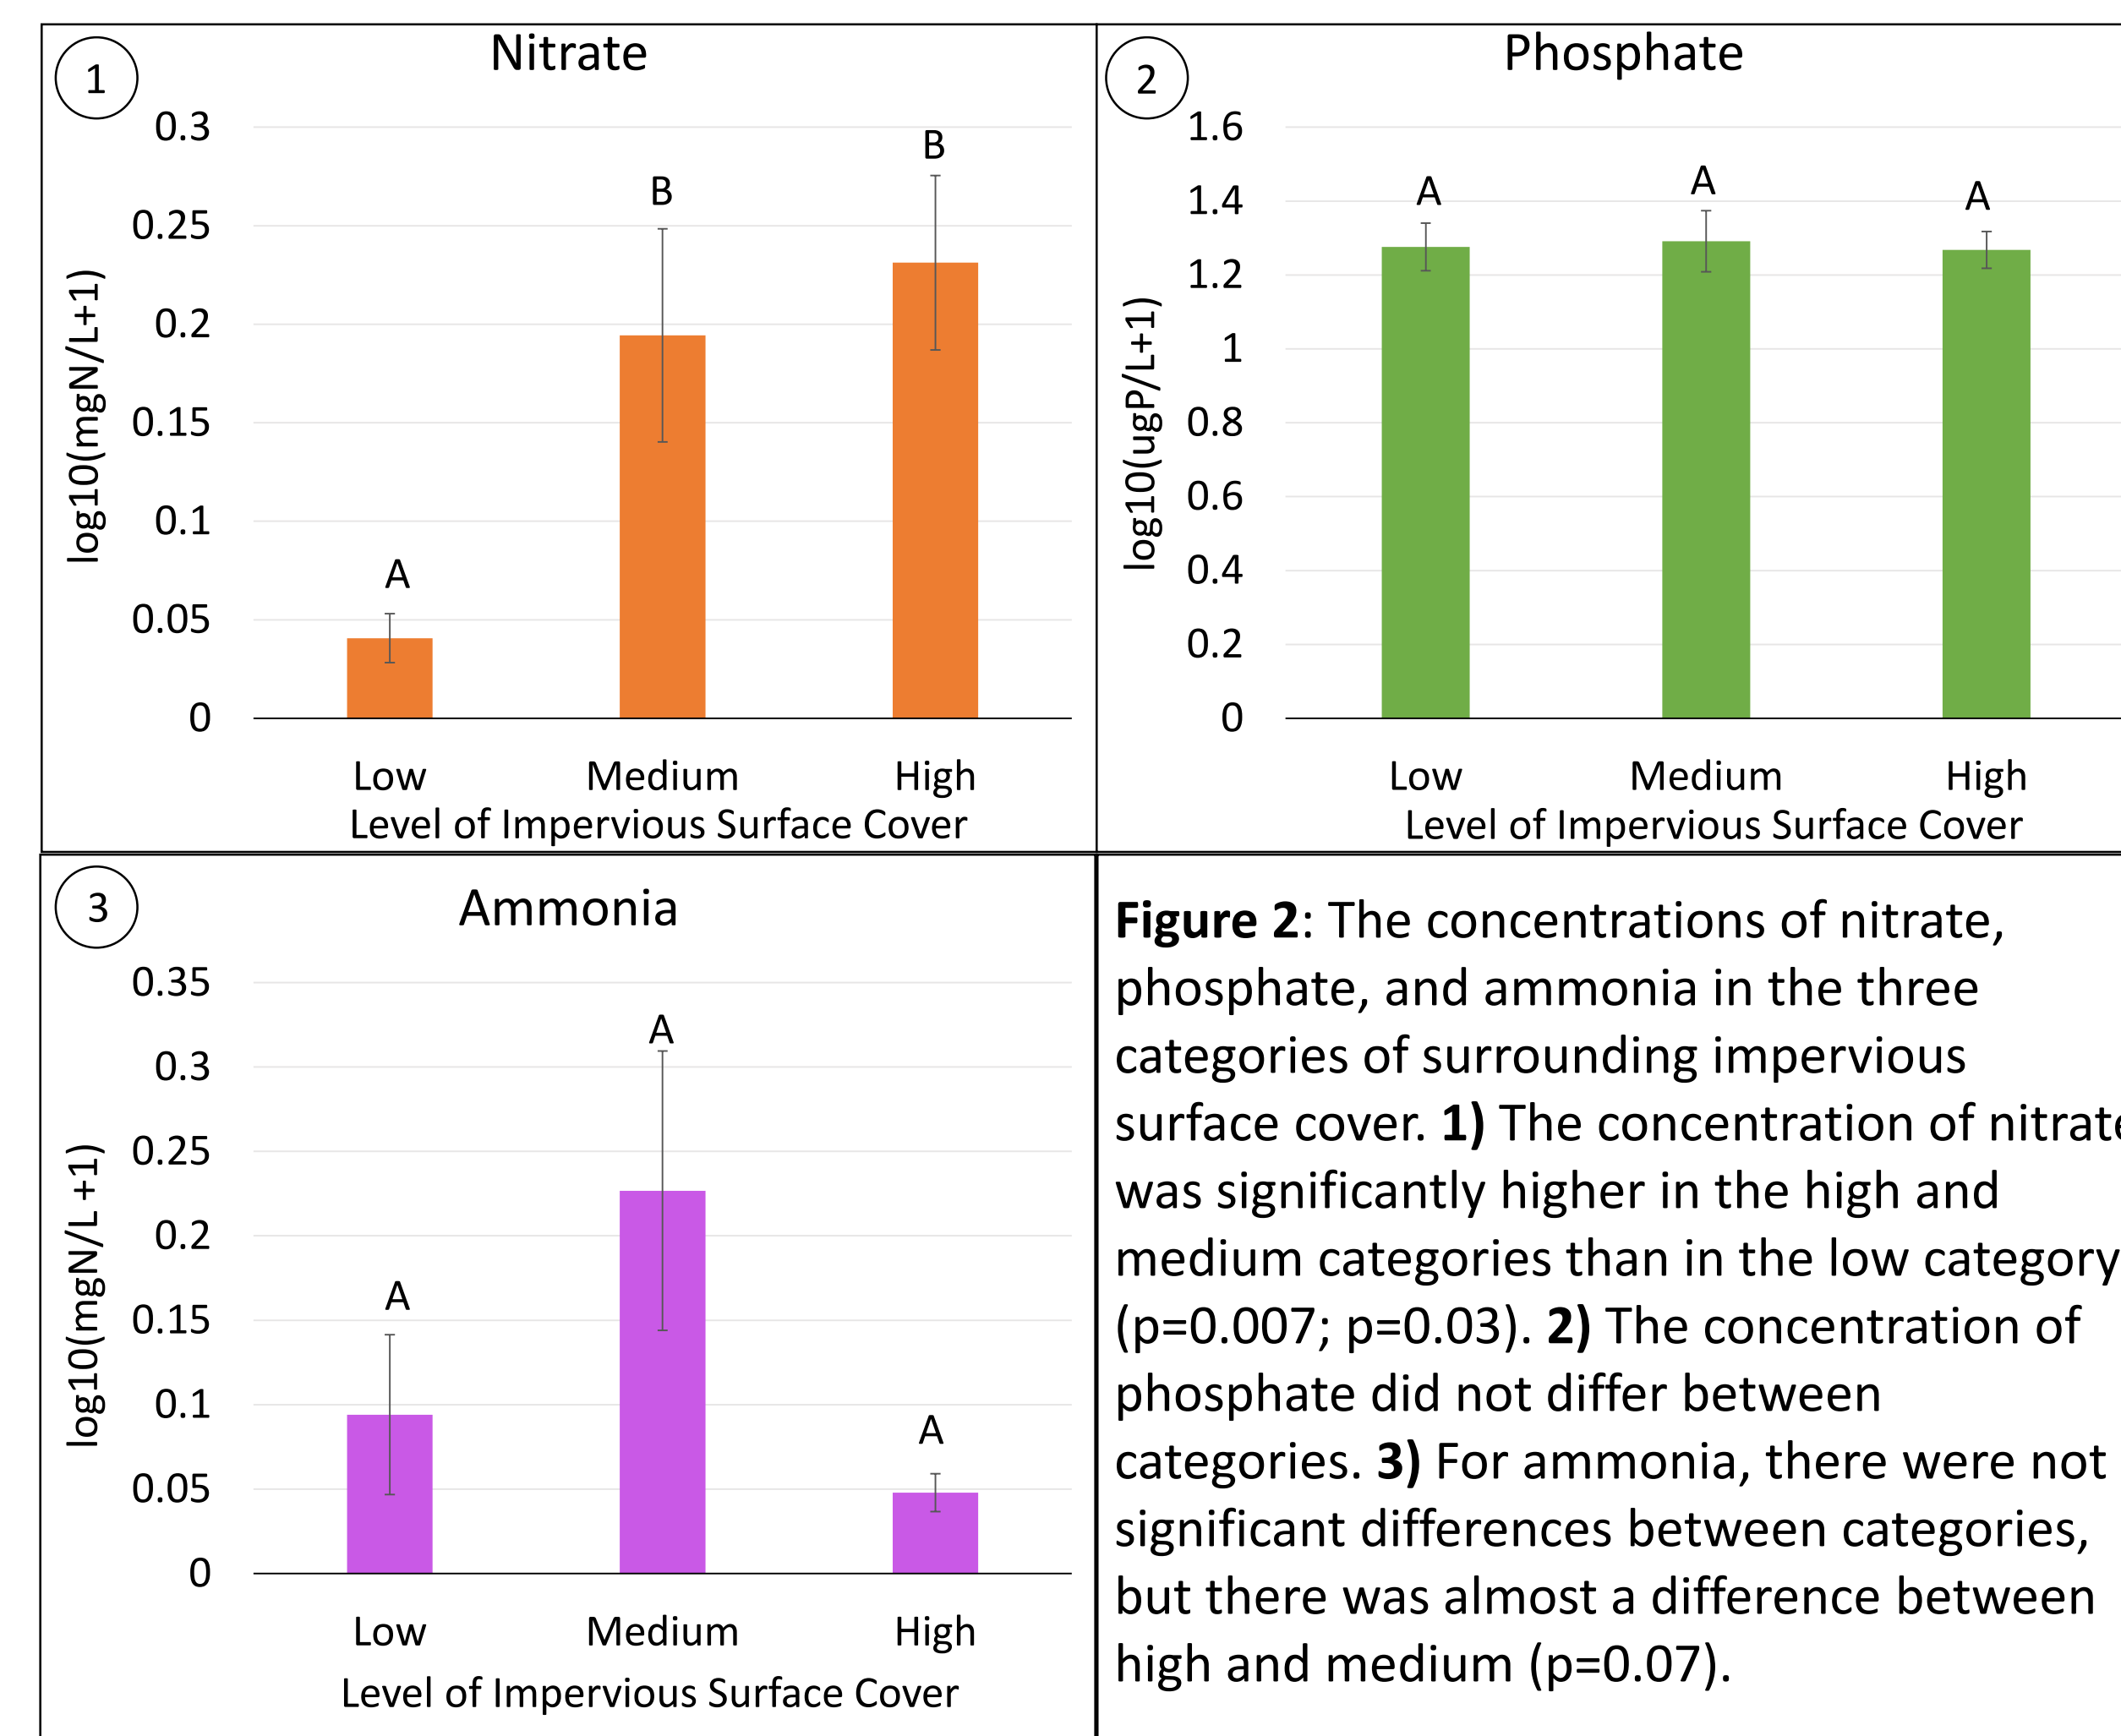 1
Nitrate
0.3
0.25
0.2
0.15
0.1
0.05
0
log10(mgN/L+1)
A
B
B
Low Medium High
Level of Impervious Surface Cover
2
Phosphate
1.6
1.4
1.2
1
0.8
0.6
0.4
0.2
0
log10(ugP/L+1)
A
A
A
Low Medium High
Level of Impervious Surface Cover
3
Ammonia
0.35
0.3
0.25
0.2
0.15
0.1
0.05
0
log10(mgN/L +1)
A
A
A
Low Medium High
Level of Impervious Surface Cover
Figure 2: The concentrations of nitrate,
phosphate, and ammonia in the three
categories of surrounding impervious
surface cover. 1) The concentration of nitrate
was significantly higher in the high and
medium categories than in the low category
(p=0.007; p=0.03). 2) The concentration of
phosphate did not differ between
categories. 3) For ammonia, there were not
significant differences between categories,
but there was almost a difference between
high and medium (p=0.07).